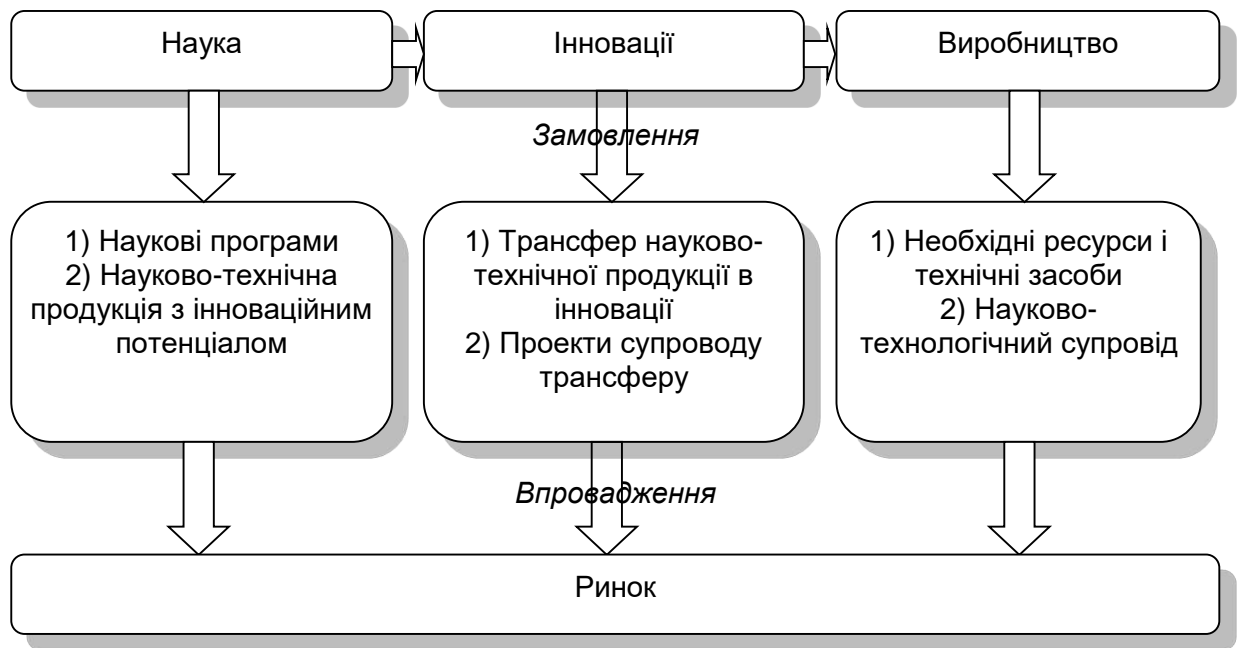 Наука
Інновації
Виробництво
Замовлення
1) Наукові програми
2) Науково-технічна
продукція з інноваційним
потенціалом
1) Трансфер науково-
технічної продукції в
інновації
2) Проекти супроводу
трансферу
1) Необхідні ресурси і
технічні засоби
2) Науково-
технологічний супровід
Впровадження
Ринок